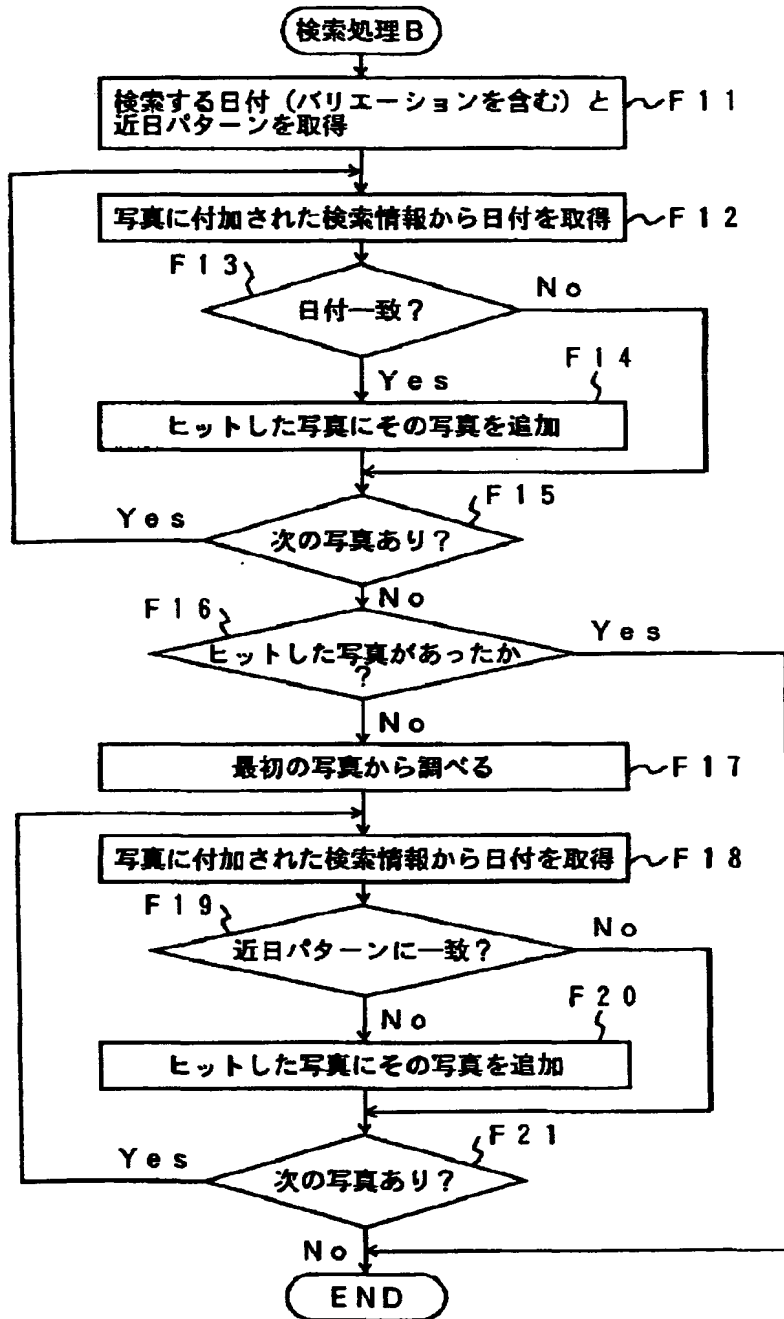 検索処理B
検索する日付（バリエーションを含む）と
近日パターンを取得
F11
写真に付加された検索情報から日付を取得
F12
F13
日付一致？
No
Yes
F14
ヒットした写真にその写真を追加
F15
Yes
次の写真あり？
No
F16
ヒットした写真があったか
？
Yes
No
最初の写真から調べる
F17
写真に付加された検索情報から日付を取得
F18
F19
近日パターンに一致？
No
No
F20
ヒットした写真にその写真を追加
F21
Yes
次の写真あり？
No
END